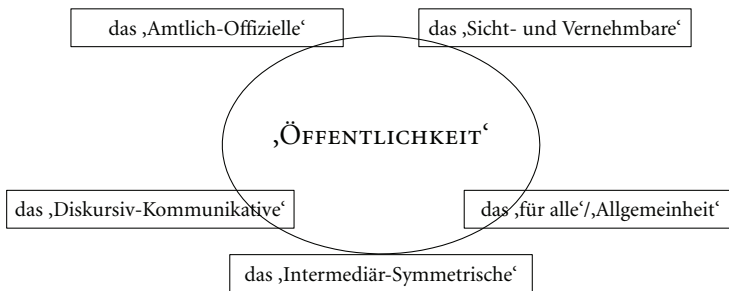 das ‚Amtlich-Offizielle‘
das ‚Sicht- und Vernehmbare‘
‚ÖFFENTLICHKEIT‘
das ‚Diskursiv-Kommunikative‘
das ‚für alle‘/‚Allgemeinheit‘
das ‚Intermediär-Symmetrische‘